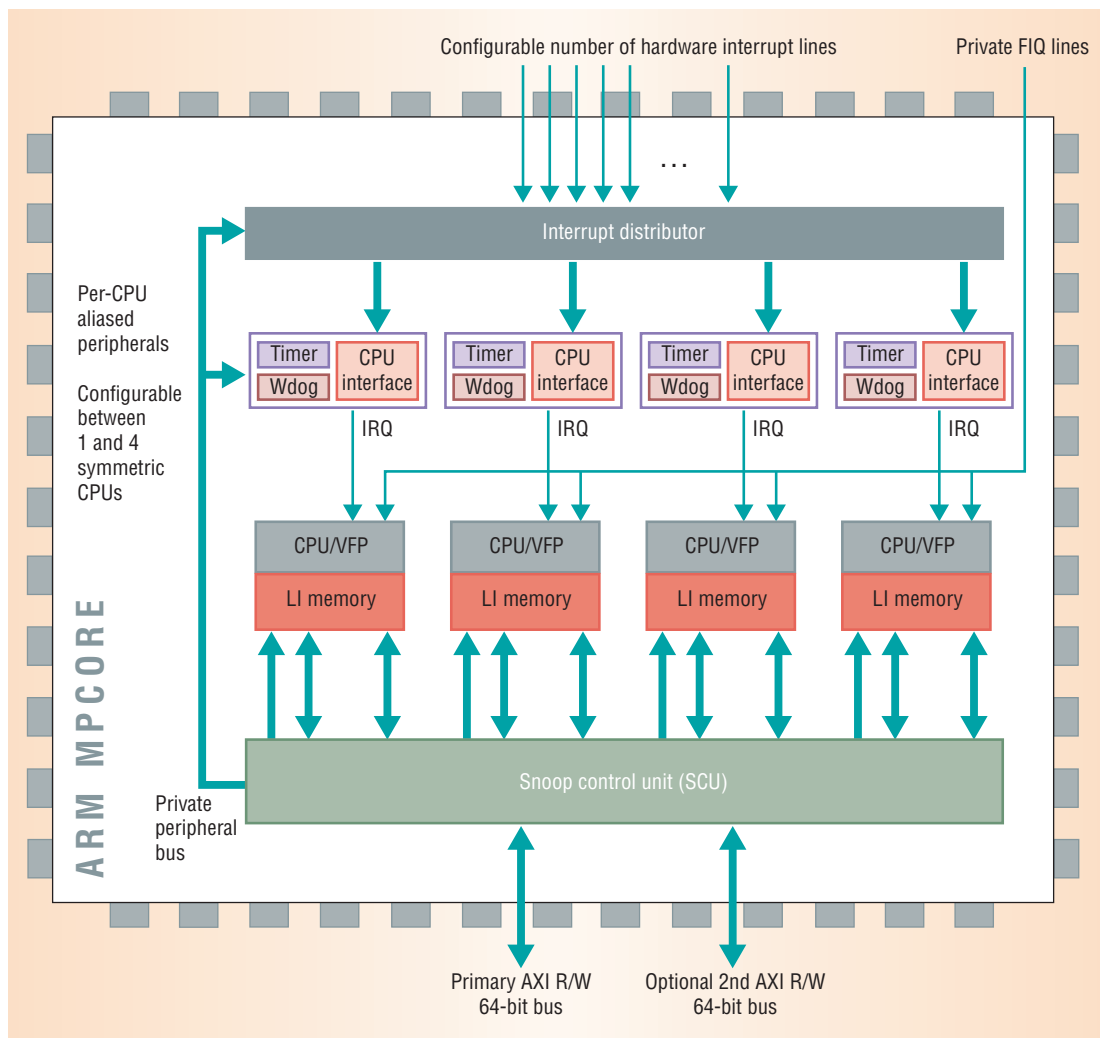 Configurable number of hardware interrupt lines
Private FIQ lines
...
Interrupt distributor
Per-CPU
aliased
peripherals
Configurable
between
1 and 4
symmetric
CPUs
Timer
Wdog
CPU
interface
Timer
Wdog
CPU
interface
Timer
Wdog
CPU
interface
Timer
Wdog
CPU
interface
IRQ
IRQ
IRQ
IRQ
CPU/VFP
LI memory
CPU/VFP
LI memory
CPU/VFP
LI memory
CPU/VFP
LI memory
ARM MPCORE
Snoop control unit (SCU)
Private
peripheral
bus
Primary AXI R/W
64-bit bus
Optional 2nd AXI R/W
64-bit bus